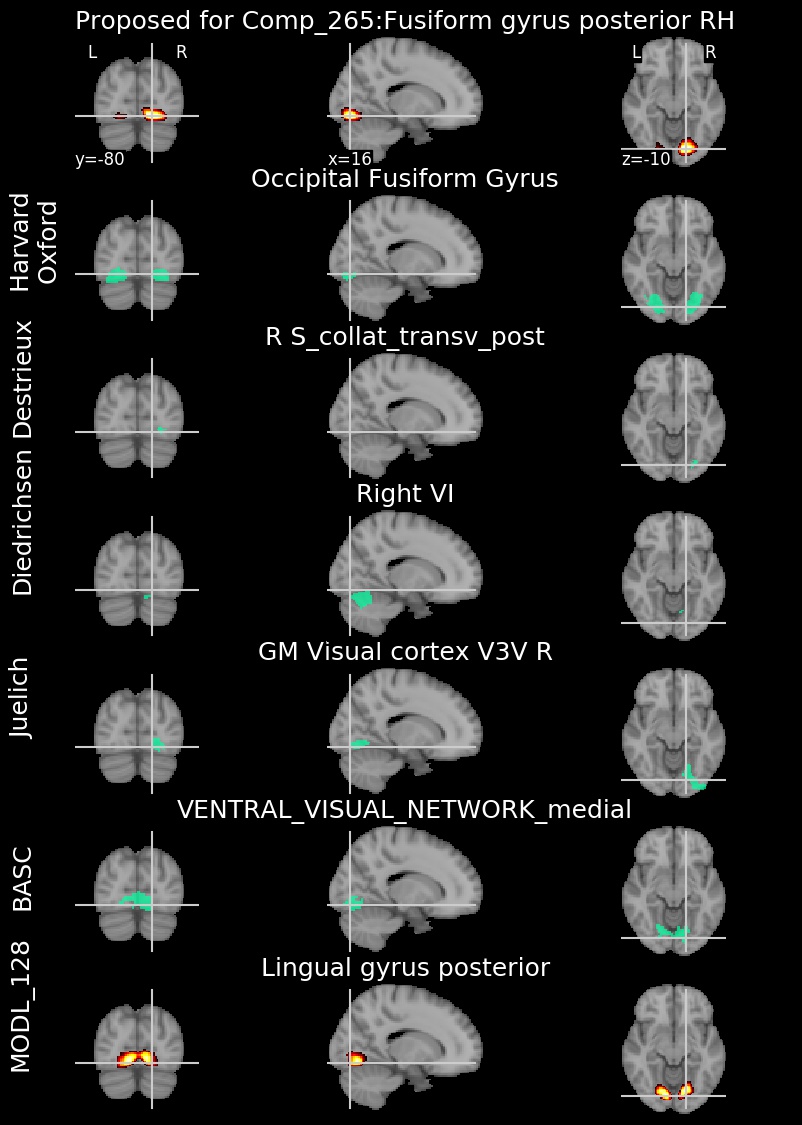 Proposed for Comp_265:Fusiform gyrus posterior RH
L R L R
y=-80 x=16 z=-10
Occipital Fusiform Gyrus
Harvard
Oxford
R S_collat_transv_post
Destrieux
Right VI
Diedrichsen
GM Visual cortex V3V R
Juelich
VENTRAL_VISUAL_NETWORK_medial
BASC
Lingual gyrus posterior
MODL_128